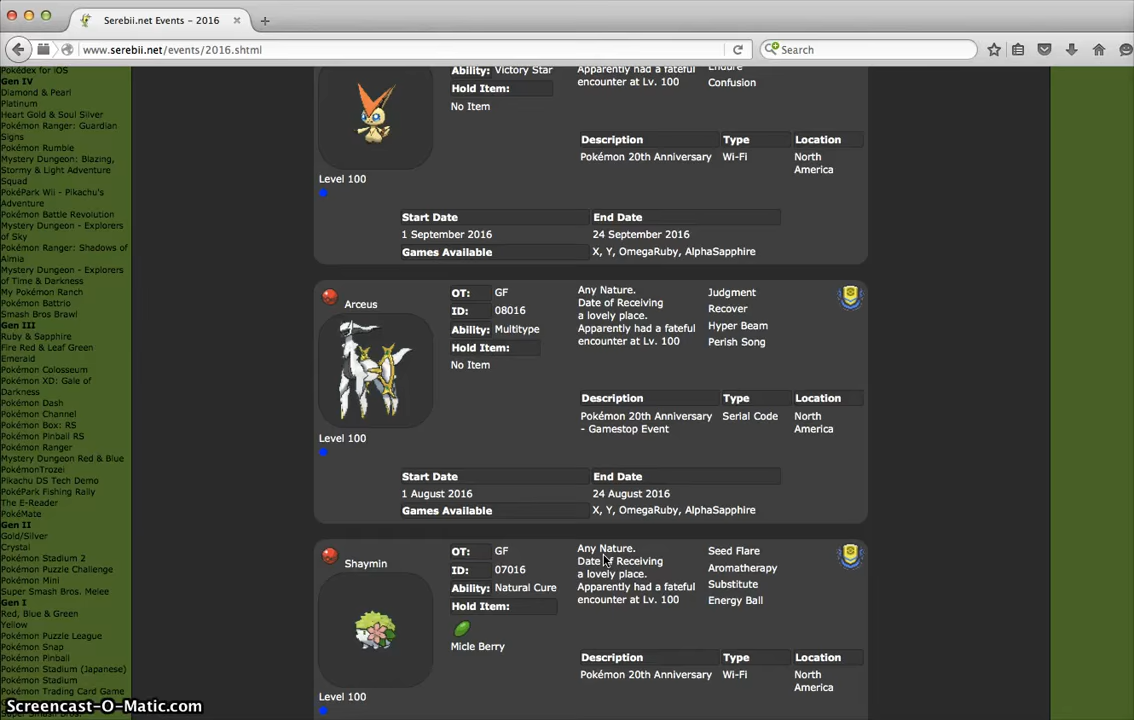 Serebii.net Events - 2016
www.serebii.net/events/2016.shtml
Search
Pokédex for iOS
Gen IV
Diamond & Pearl
Platinum
Heart Gold & Soul Silver
Pokémon Ranger: Guardian
Signs
Pokémon Rumble
Mystery Dungeon: Blazing,
Stormy & Light Adventure
Squad
PokéPark Wii - Pikachu's
Adventure
Pokémon Battle Revolution
Mystery Dungeon - Explorers
of Sky
Pokémon Ranger: Shadows of
Almia
Mystery Dungeon - Explorers
of Time & Darkness
My Pokémon Ranch
Pokémon Battrio
Smash Bros Brawl
Gen III
Ruby & Sapphire
Fire Red & Leaf Green
Emerald
Pokémon Colosseum
Pokémon XD: Gale of
Darkness
Pokémon Dash
Pokémon Channel
Pokémon Box: RS
Pokémon Pinball RS
Pokémon Ranger
Mystery Dungeon Red & Blue
PokémonTrozei
Pikachu DS Tech Demo
PokéPark Fishing Rally
The E-Reader
PokéMate
Gen II
Gold/Silver
Crystal
Pokémon Stadium 2
Pokémon Puzzle Challenge
Pokémon Mini
Super Smash Bros. Melee
Gen I
Red, Blue & Green
Yellow
Pokémon Puzzle League
Pokémon Snap
Pokémon Pinball
Pokémon Stadium (Japanese)
Pokémon Stadium
Pokémon Trading Card Game
Super Smash Bros.
Ability: Victory Star
Hold Item:
No Item
Apparently had a fateful
encounter at Lv. 100
Endure
Confusion
Description Type Location
Pokémon 20th Anniversary Wi-Fi North
America
Level 100
Start Date End Date
1 September 2016 24 September 2016
Games Available X, Y, OmegaRuby, AlphaSapphire
Arceus
OT: GF
ID: 08016
Ability: Multitype
Hold Item:
No Item
Any Nature.
Date of Receiving
a lovely place.
Apparently had a fateful
encounter at Lv. 100
Judgment
Recover
Hyper Beam
Perish Song
Description Type Location
Pokémon 20th Anniversary Serial Code North
- Gamestop Event America
Level 100
Start Date End Date
1 August 2016 24 August 2016
Games Available X, Y, OmegaRuby, AlphaSapphire
Shaymin
OT: GF
ID: 07016
Ability: Natural Cure
Hold Item:
Micle Berry
Any Nature.
Date of Receiving
a lovely place.
Apparently had a fateful
encounter at Lv. 100
Seed Flare
Aromatherapy
Substitute
Energy Ball
Description Type Location
Pokémon 20th Anniversary Wi-Fi North
America
Level 100
Screencast-O-Matic.com